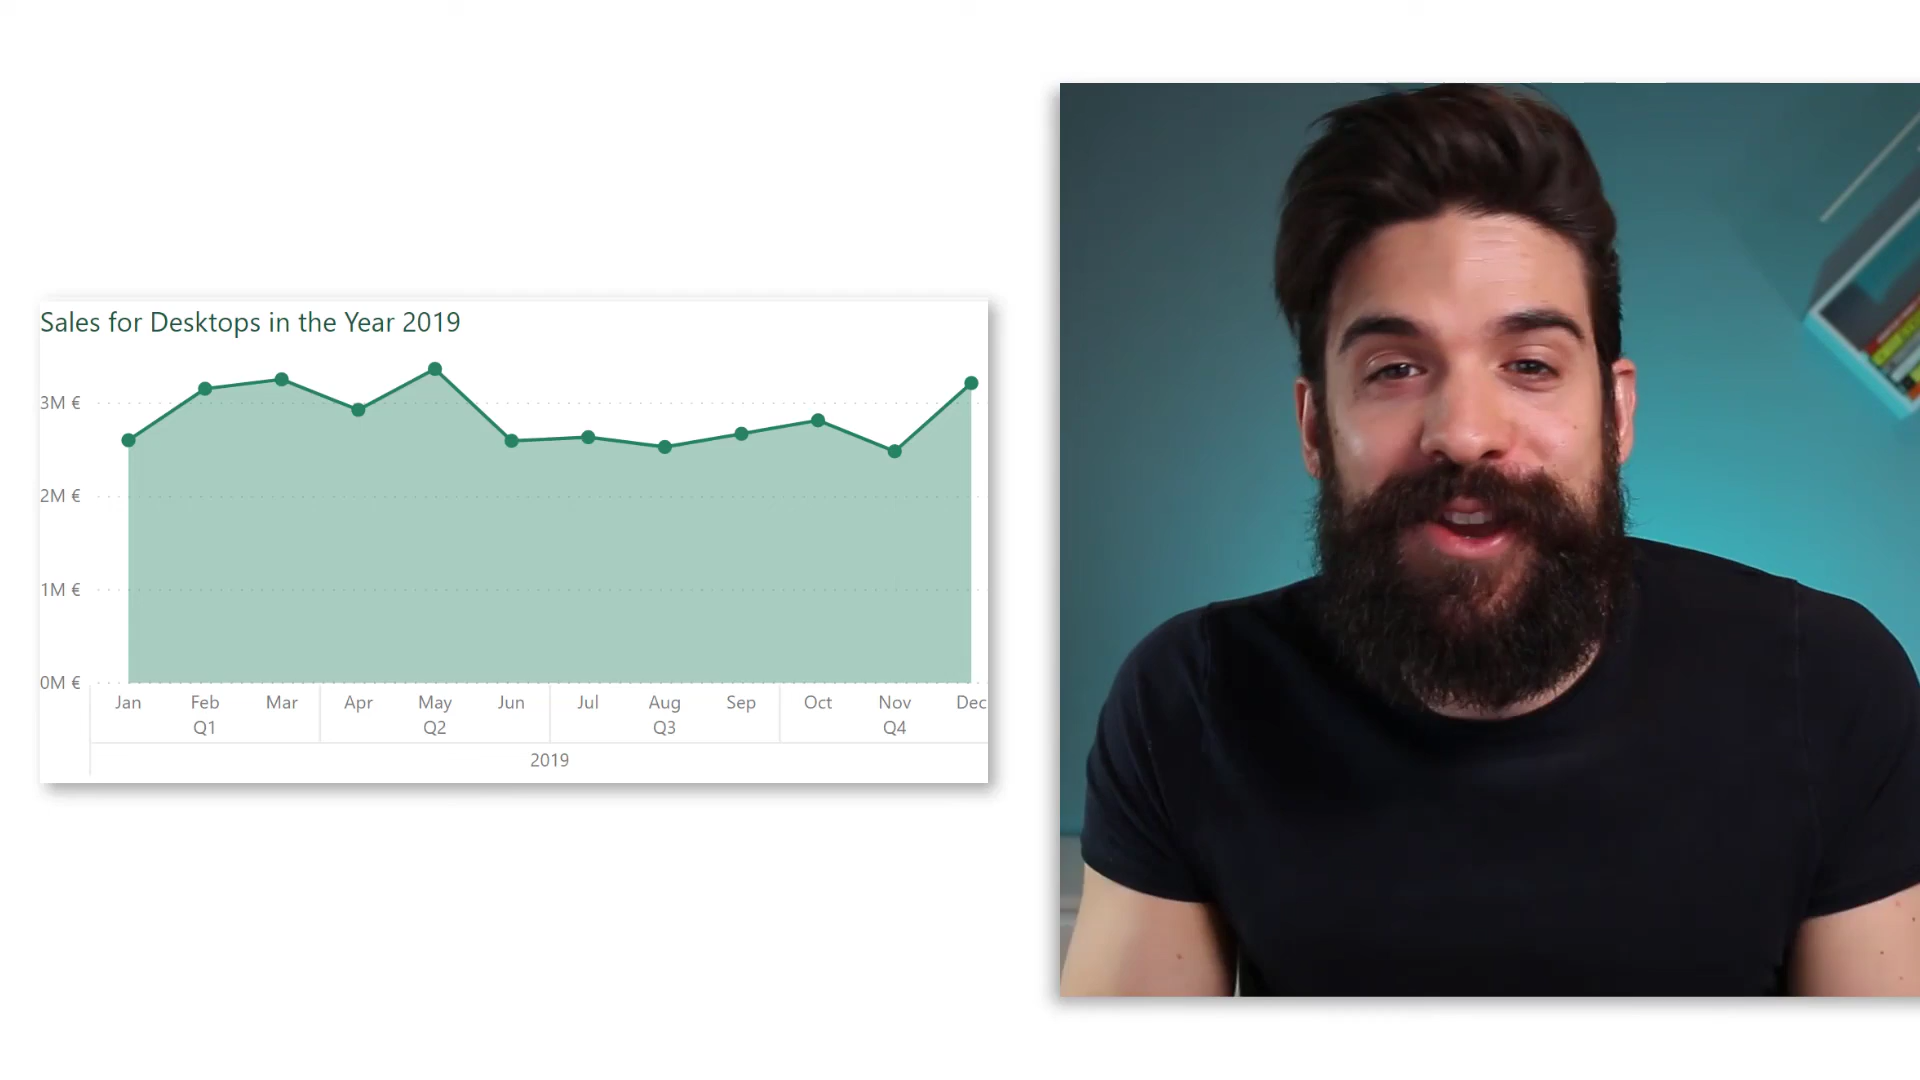 Sales for Desktops in the Year 2019
3M €
2M €
1M €
0M €
Jan Feb Mar Apr May Jun Jul Aug Sep Oct Nov Dec
Q1 Q2 Q3 Q4
2019